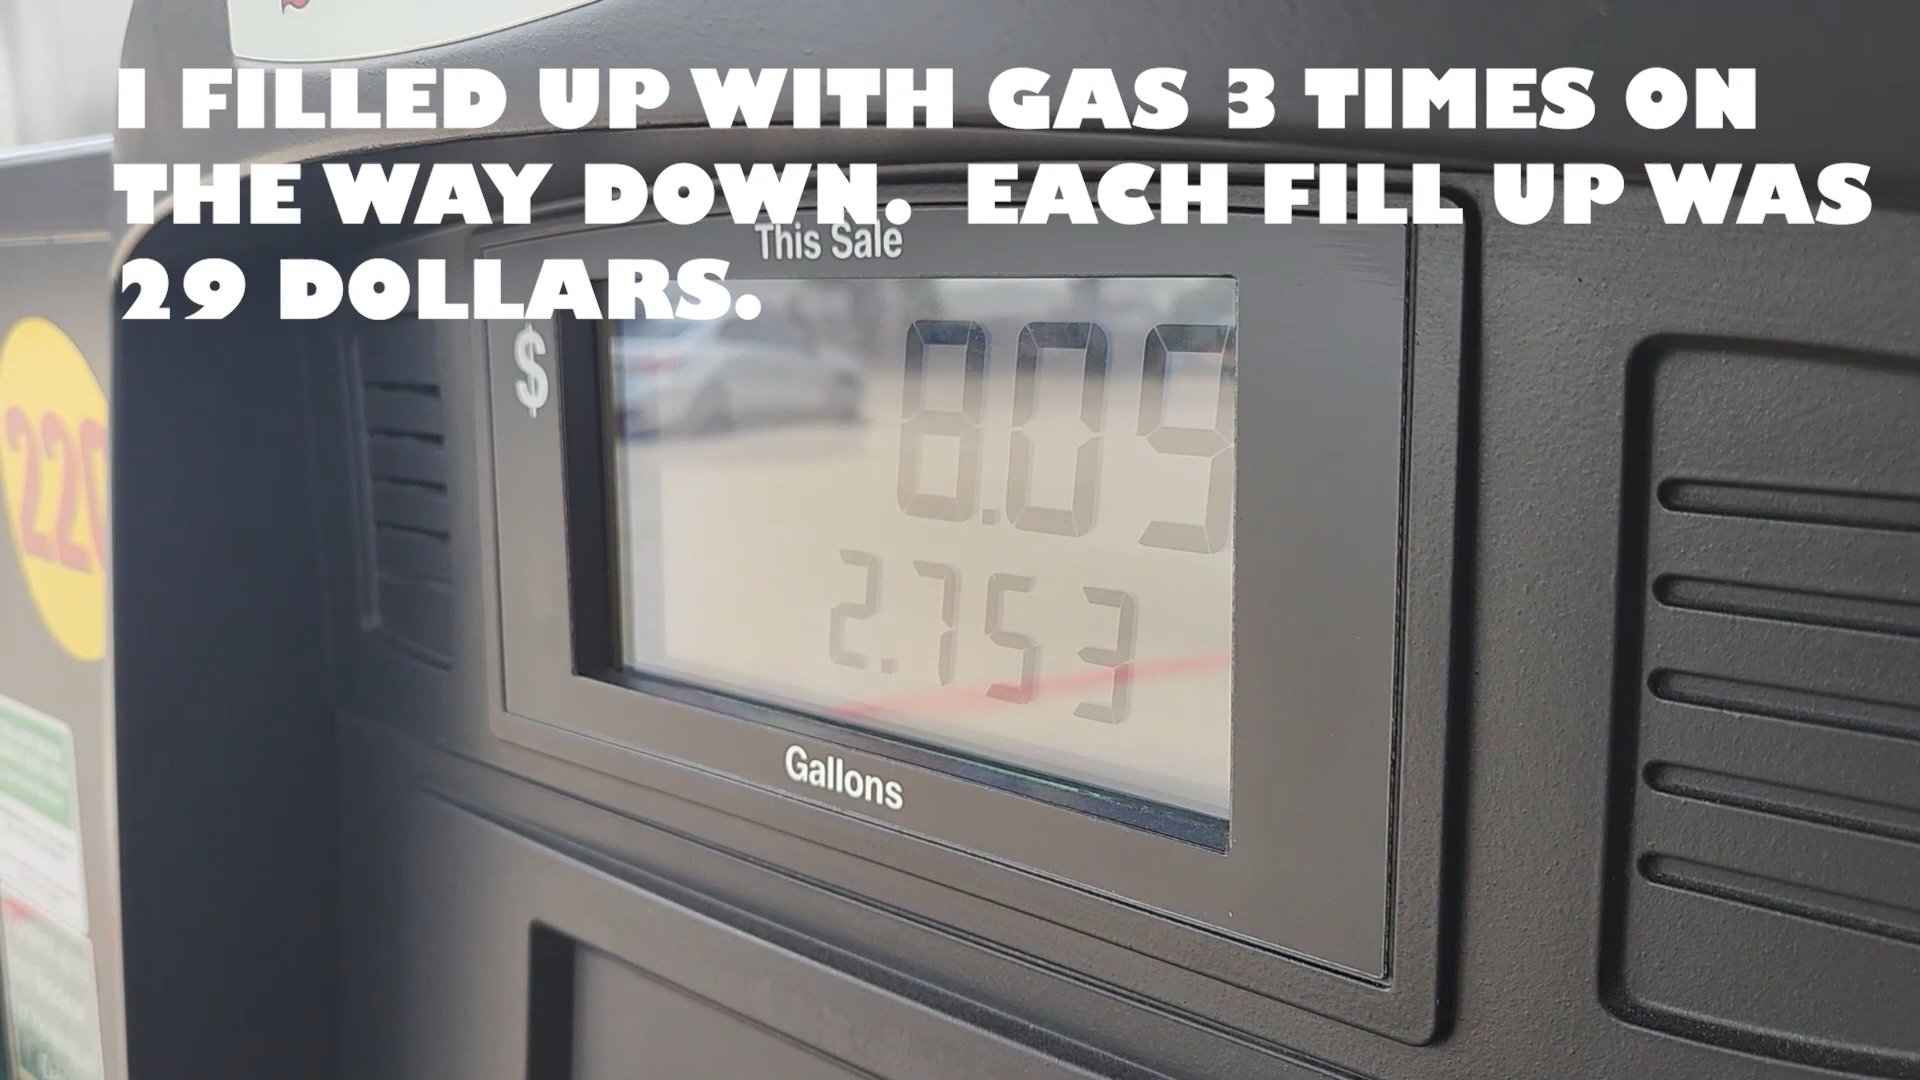 I FILLED UP WITH GAS 3 TIMES ON
THE WAY DOWN. EACH FILL UP WAS
29 DOLLARS.
This Sale
$
8.09
2.753
Gallons
220